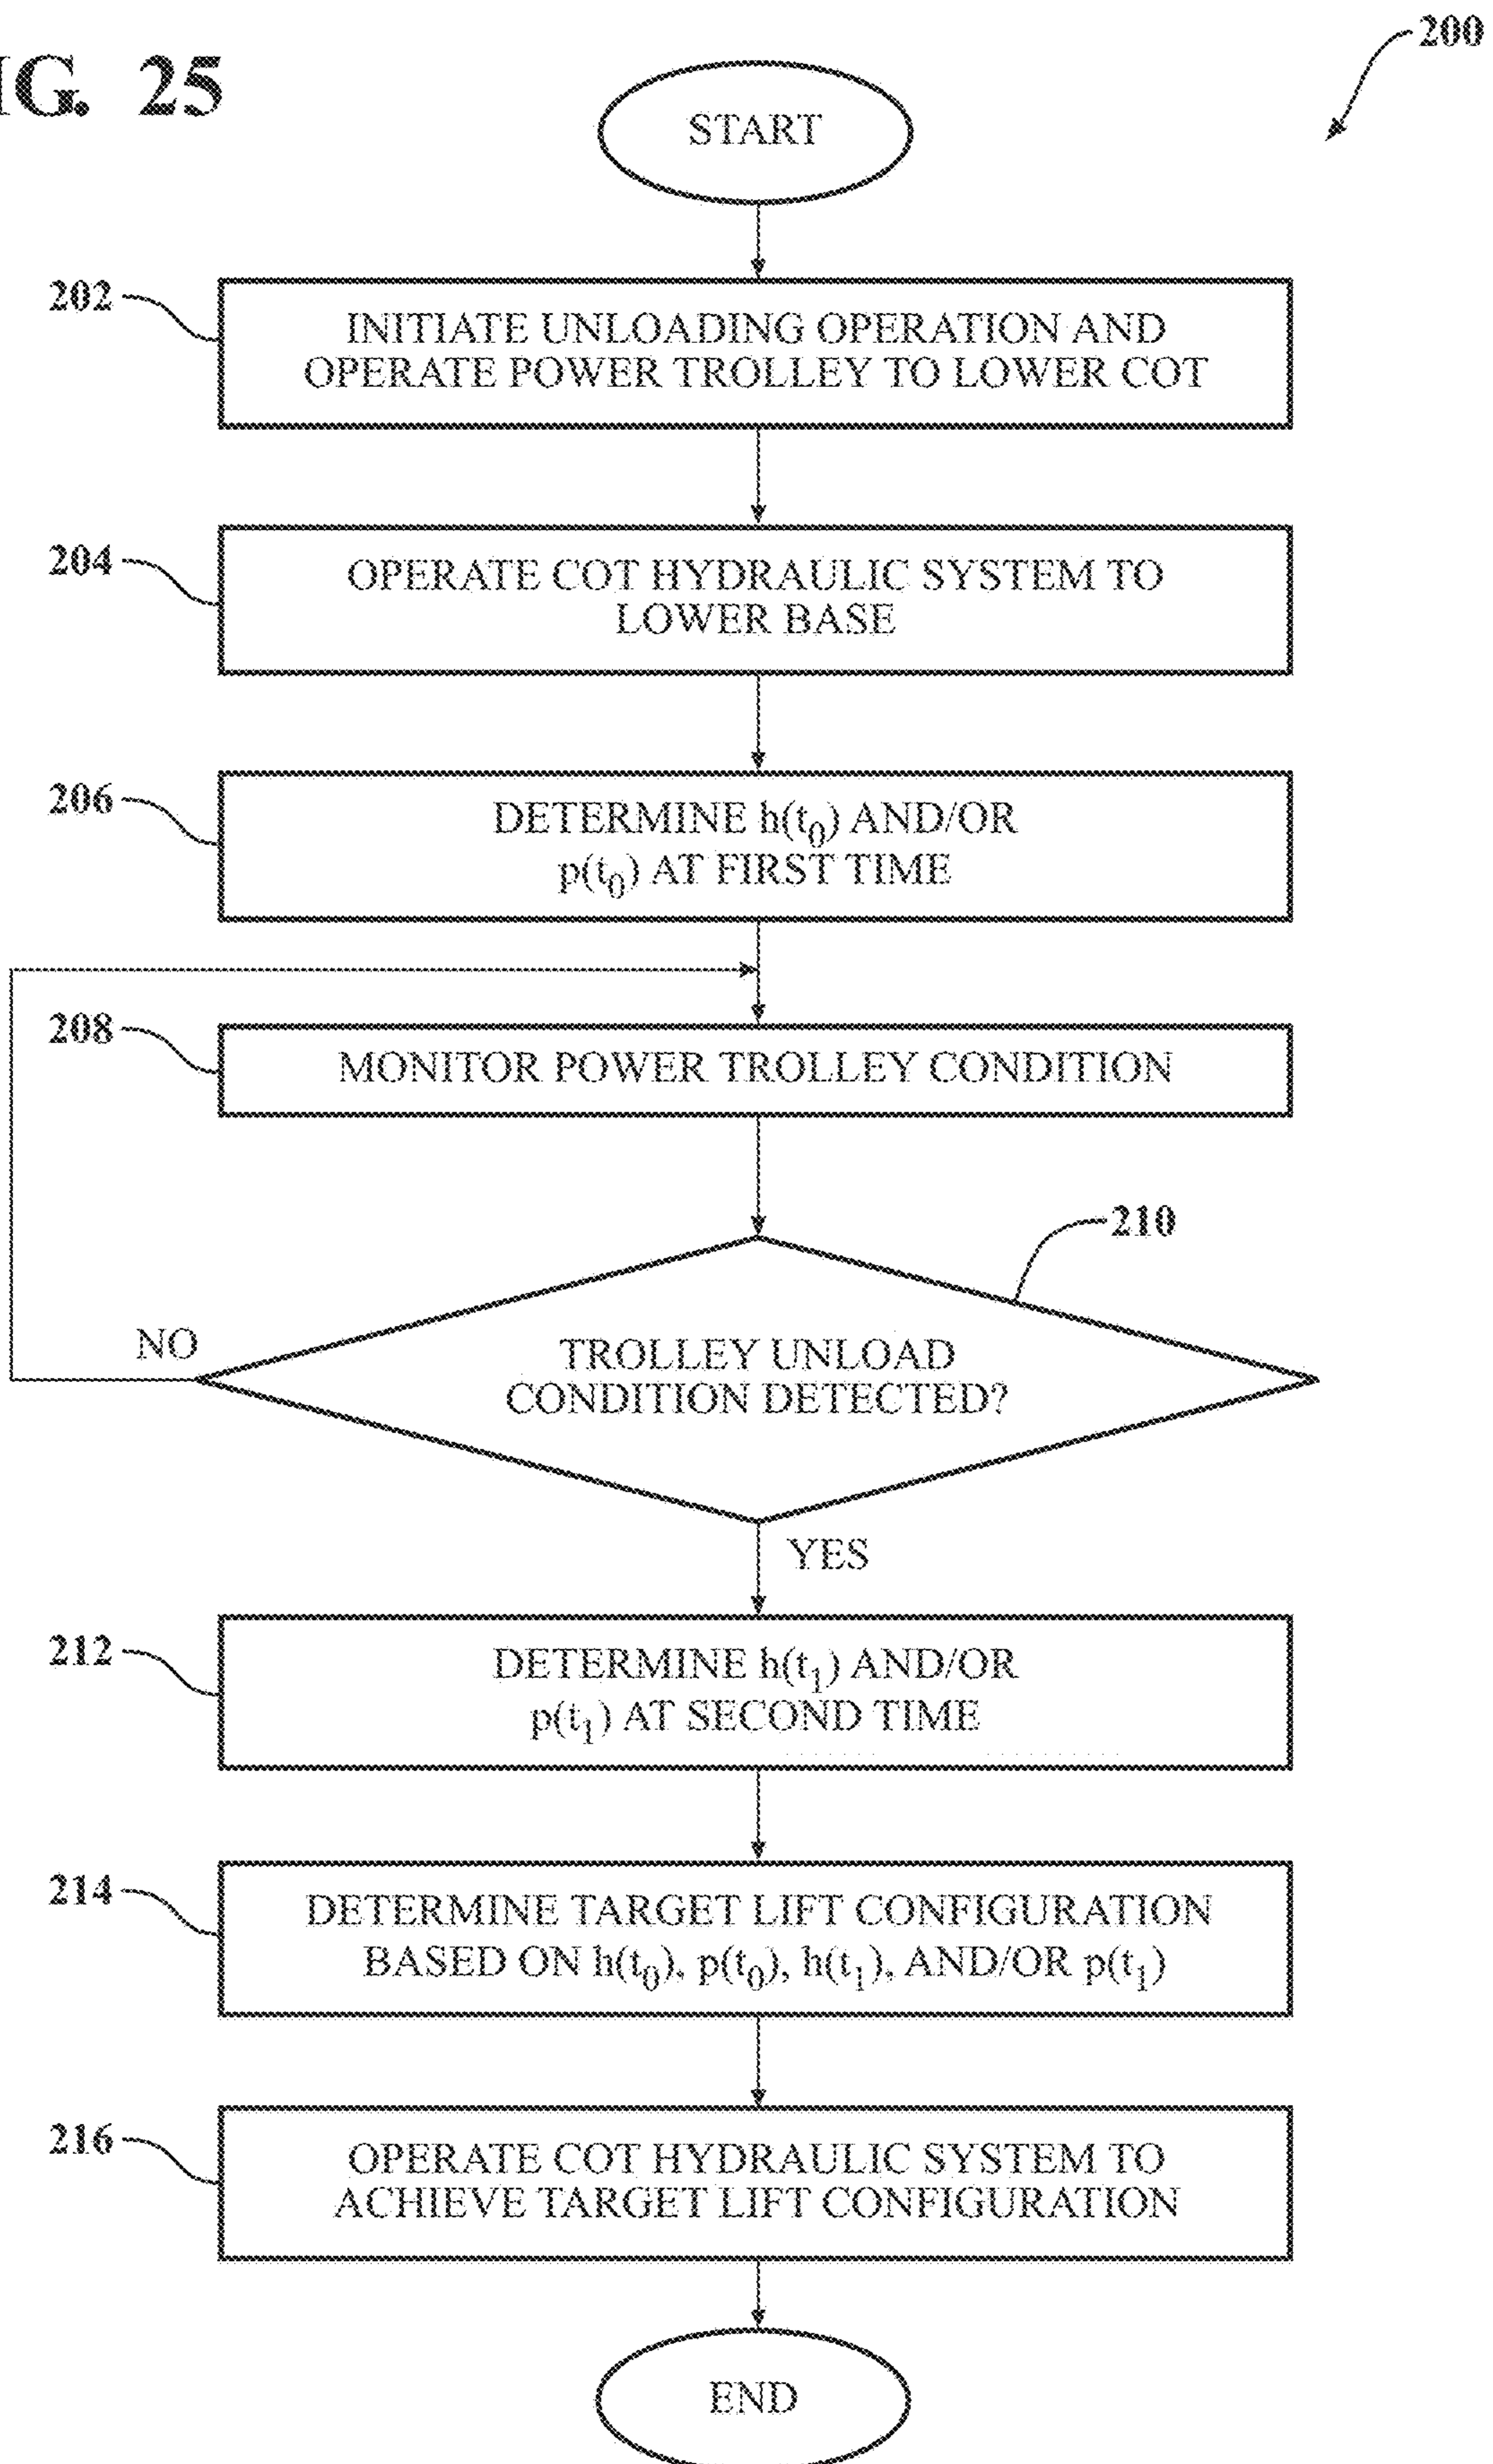 IG. 25
200
START
202
INITIATE UNLOADING OPERATION AND
OPERATE POWER TROLLEY TO LOWER COT
204
OPERATE COT HYDRAULIC SYSTEM TO
LOWER BASE
206
DETERMINE h(t0) AND/OR
p(t0) AT FIRST TIME
208
MONITOR POWER TROLLEY CONDITION
210
NO
TROLLEY UNLOAD
CONDITION DETECTED?
YES
212
DETERMINE h(t1) AND/OR
p(t1) AT SECOND TIME
214
DETERMINE TARGET LIFT CONFIGURATION
BASED ON h(t0), p(t0), h(t1), AND/OR p(t1)
216
OPERATE COT HYDRAULIC SYSTEM TO
ACHIEVE TARGET LIFT CONFIGURATION
END